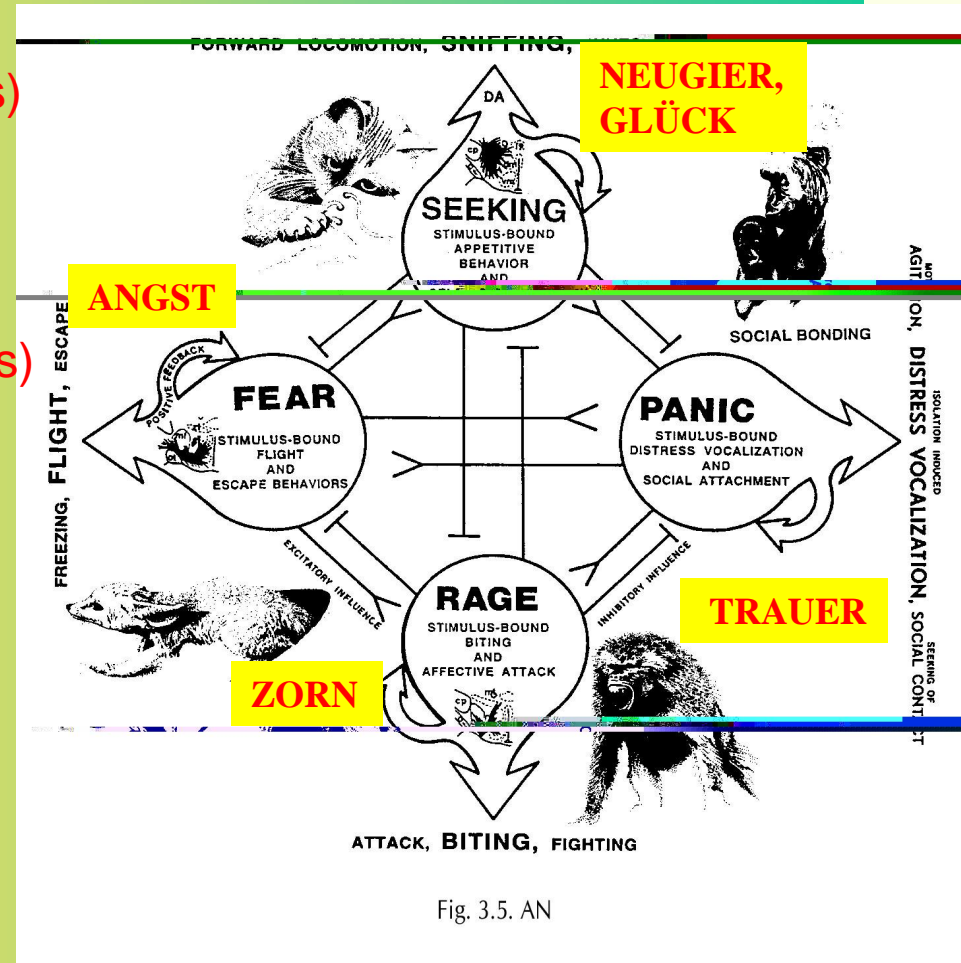 FORWARD LOCOMOTION, SNIFFING,
s)
NEUGIER,
GLÜCK
DA
SEEKING
STIMULUS-BOUND
APPETITIVE
BEHAVIOR
AND
ANGST
SOCIAL BONDING
s)
POSITIVE FEEDBACK
FEAR
STIMULUS-BOUND
FLIGHT
AND
ESCAPE BEHAVIORS
PANIC
STIMULUS-BOUND
DISTRESS VOCALIZATION
AND
SOCIAL ATTACHMENT
FREEZING, FLIGHT, ESCAPE
ISOLATION INDUCED
DISTRESS VOCALIZATION, SOCIAL
SEEKING OF
EXCITATORY INFLUENCE
INHIBITORY INFLUENCE
RAGE
STIMULUS-BOUND
BITING
AND
AFFECTIVE ATTACK
TRAUER
ZORN
ATTACK, BITING, FIGHTING
Fig. 3.5. AN